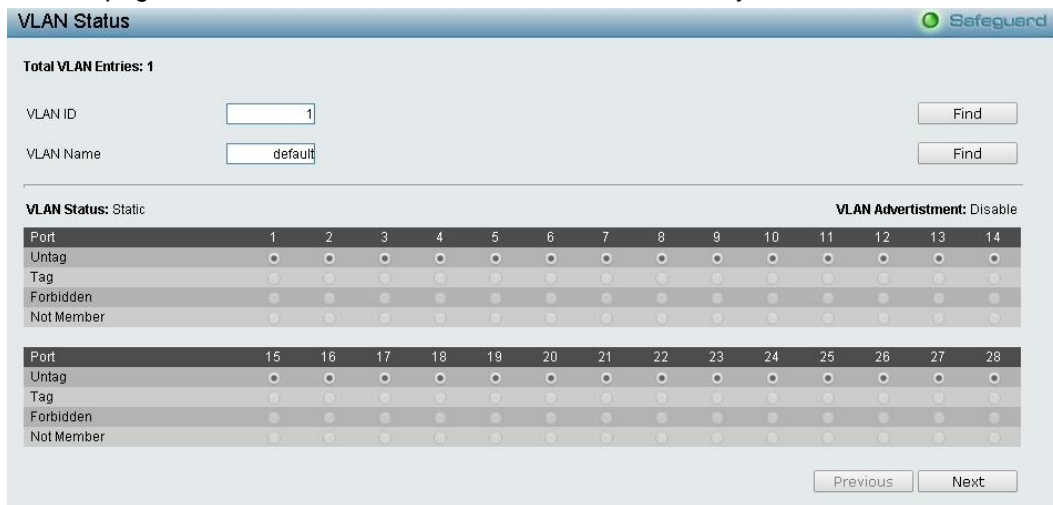 VLAN Status
Safeguard
Total VLAN Entries: 1
VLAN ID 1 Find
VLAN Name default Find
VLAN Status: Static VLAN Advertistment: Disable
Port 1 2 3 4 5 6 7 8 9 10 11 12 13 14
Untag
Tag
Forbidden
Not Member
Port 15 16 17 18 19 20 21 22 23 24 25 26 27 28
Untag
Tag
Forbidden
Not Member
Previous Next